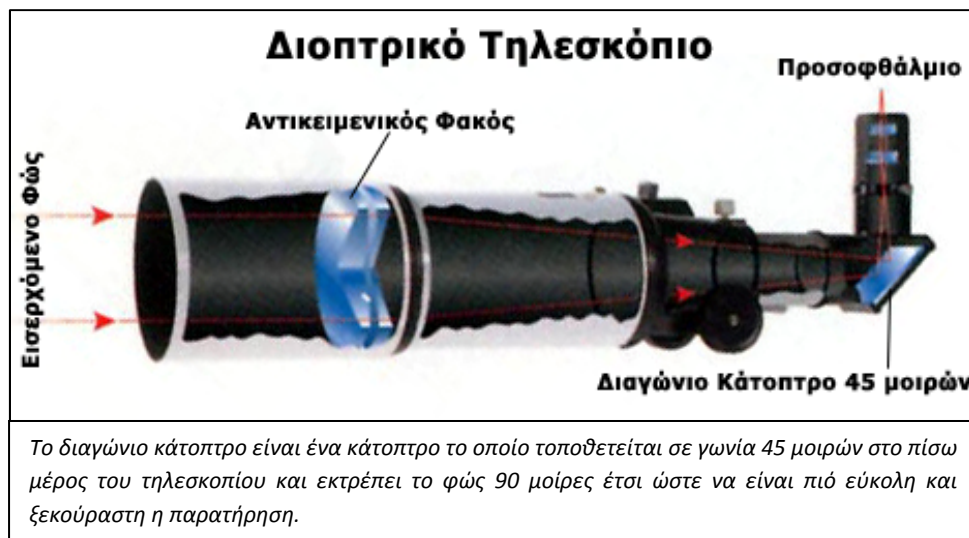 Διοπτρικό Τηλεσκόπιο
Προσοφθάλμιο
Αντικειμενικός Φακός
Εισερχόμενο Φώς
Διαγώνιο Κάτοπτρο 45 μοιρών
Το διαγώνιο κάτοπτρο είναι ένα κάτοπτρο το οποίο τοποθετείται σε γωνία 45 μοιρών στο πίσω
μέρος του τηλεσκοπίου και εκτρέπει το φώς 90 μοίρες έτσι ώστε να είναι πιό εύκολη και
ξεκούραστη η παρατήρηση.